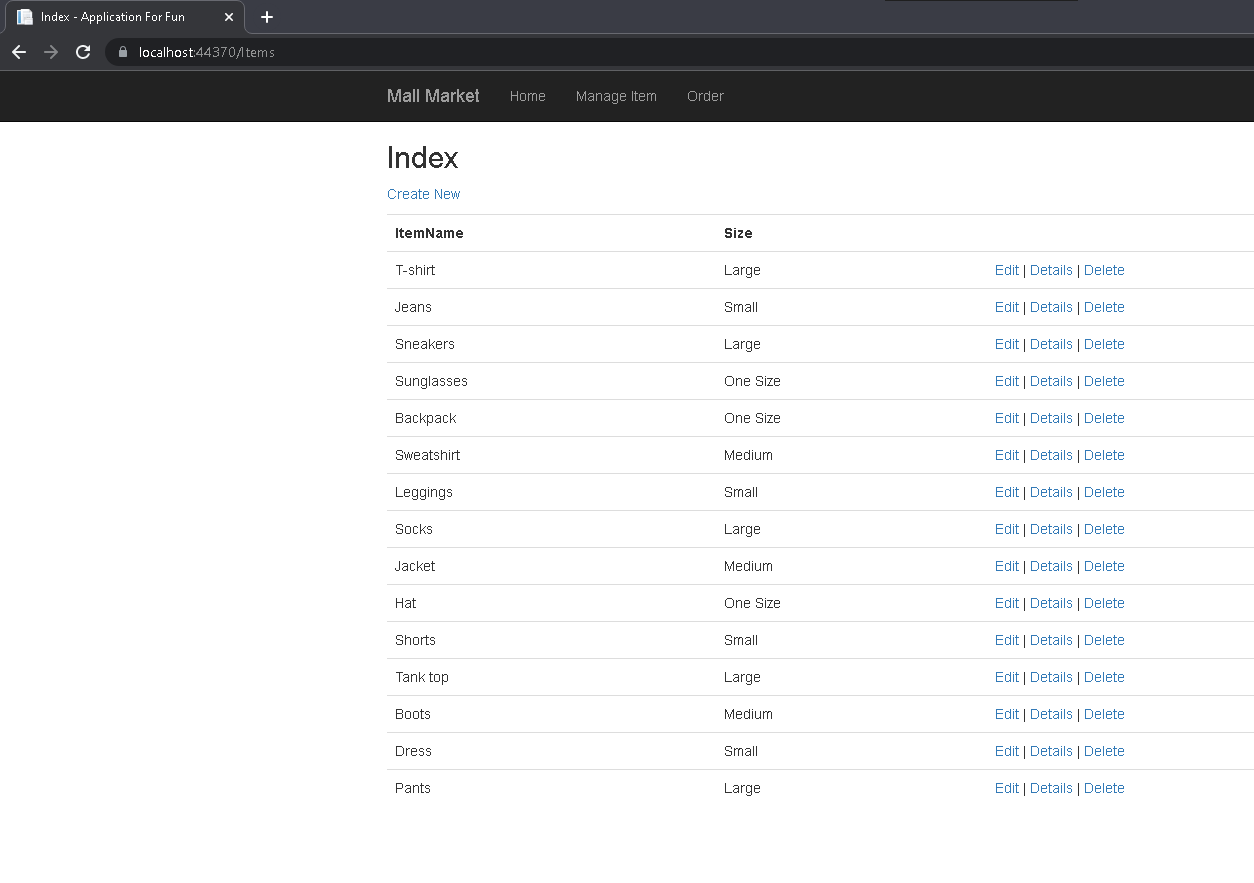 Index - Application For Fun
localhost:44370/Items
Mall Market Home Manage Item Order
Index
Create New
ItemName Size
T-shirt Large Edit | Details | Delete
Jeans Small Edit | Details | Delete
Sneakers Large Edit | Details | Delete
Sunglasses One Size Edit | Details | Delete
Backpack One Size Edit | Details | Delete
Sweatshirt Medium Edit | Details | Delete
Leggings Small Edit | Details | Delete
Socks Large Edit | Details | Delete
Jacket Medium Edit | Details | Delete
Hat One Size Edit | Details | Delete
Shorts Small Edit | Details | Delete
Tank top Large Edit | Details | Delete
Boots Medium Edit | Details | Delete
Dress Small Edit | Details | Delete
Pants Large Edit | Details | Delete